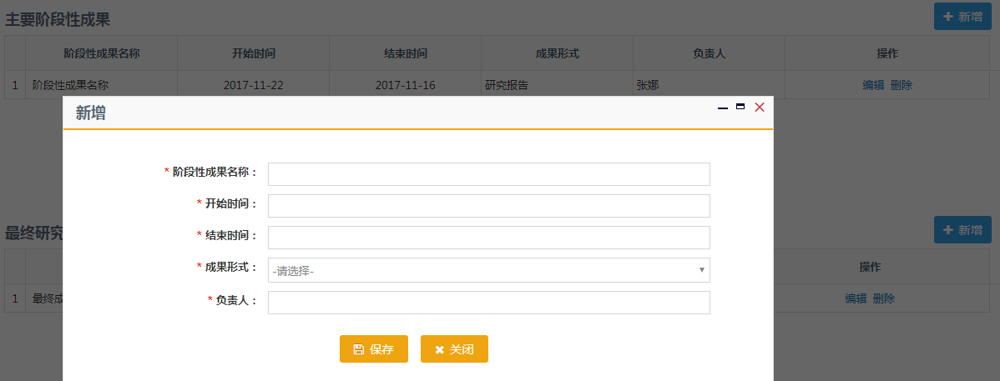 主要阶段性成果
新增
阶段性成果名称 开始时间 结束时间 成果形式 负责人 操作
1 阶段性成果名称 2017-11-22 2017-11-16 研究报告 张娜 编辑 删除
新增
* 阶段性成果名称：
* 开始时间：
* 结束时间：
* 成果形式： -请选择-
* 负责人：
保存 关闭
最终研究
新增
操作
1 最终成 编辑 删除